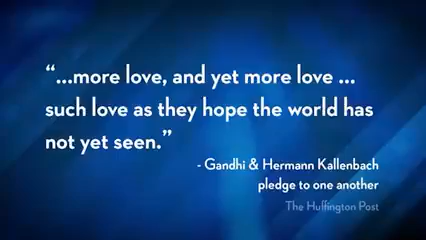 “...more love, and yet more love ...
such love as they hope the world has
not yet seen.”
- Gandhi & Hermann Kallenbach
pledge to one another
The Huffington Post